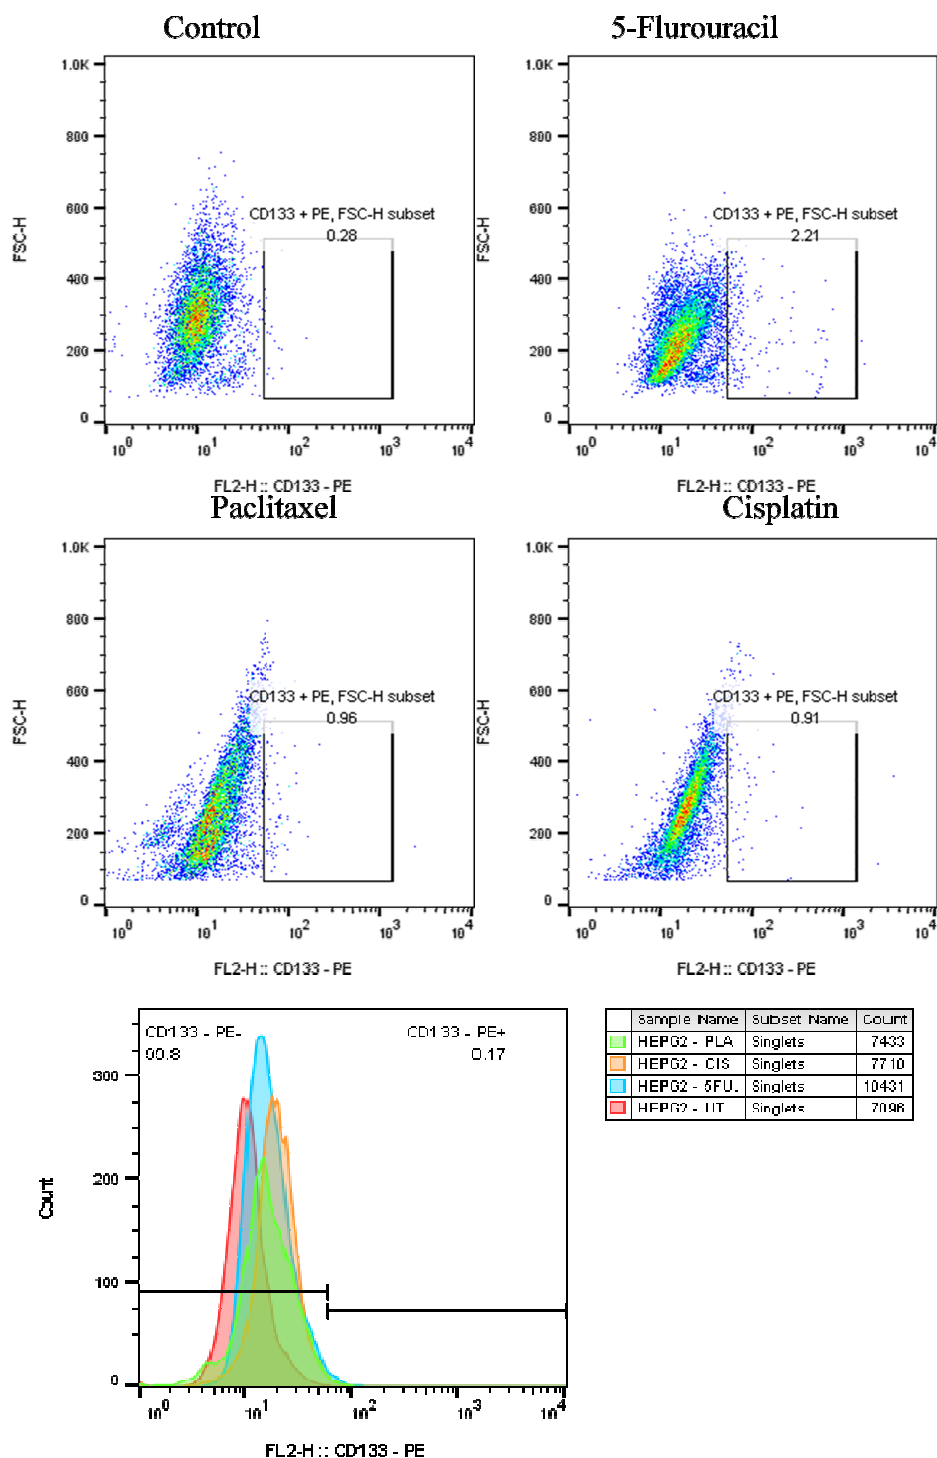 Control
5-Flurouracil
1.0K
800
600
400
200
0
FSC-H
CD133 + PE, FSC-H subset
0.28
10^0 10^1 10^2 10^3 10^4
FL2-H :: CD133 - PE
1.0K
800
600
400
200
0
FSC-H
CD133 + PE, FSC-H subset
2.21
10^0 10^1 10^2 10^3 10^4
FL2-H :: CD133 - PE
Paclitaxel
Cisplatin
1.0K
800
600
400
200
0
FSC-H
CD133 + PE, FSC-H subset
0.96
10^0 10^1 10^2 10^3 10^4
FL2-H :: CD133 - PE
1.0K
800
600
400
200
0
FSC-H
CD133 + PE, FSC-H subset
0.91
10^0 10^1 10^2 10^3 10^4
FL2-H :: CD133 - PE
CD133 - PE-
CD133 - PE+
0.17
300
200
100
0
Count
10^0 10^1 10^2 10^3 10^4
FL2-H :: CD133 - PE
Sample Name Subset Name Count
HEPG2 - PLA Singlets 7433
HEPG2 - CIS Singlets 7710
HEPG2 - 5FU. Singlets 10431
HEPG2 - UT Singlets 7096